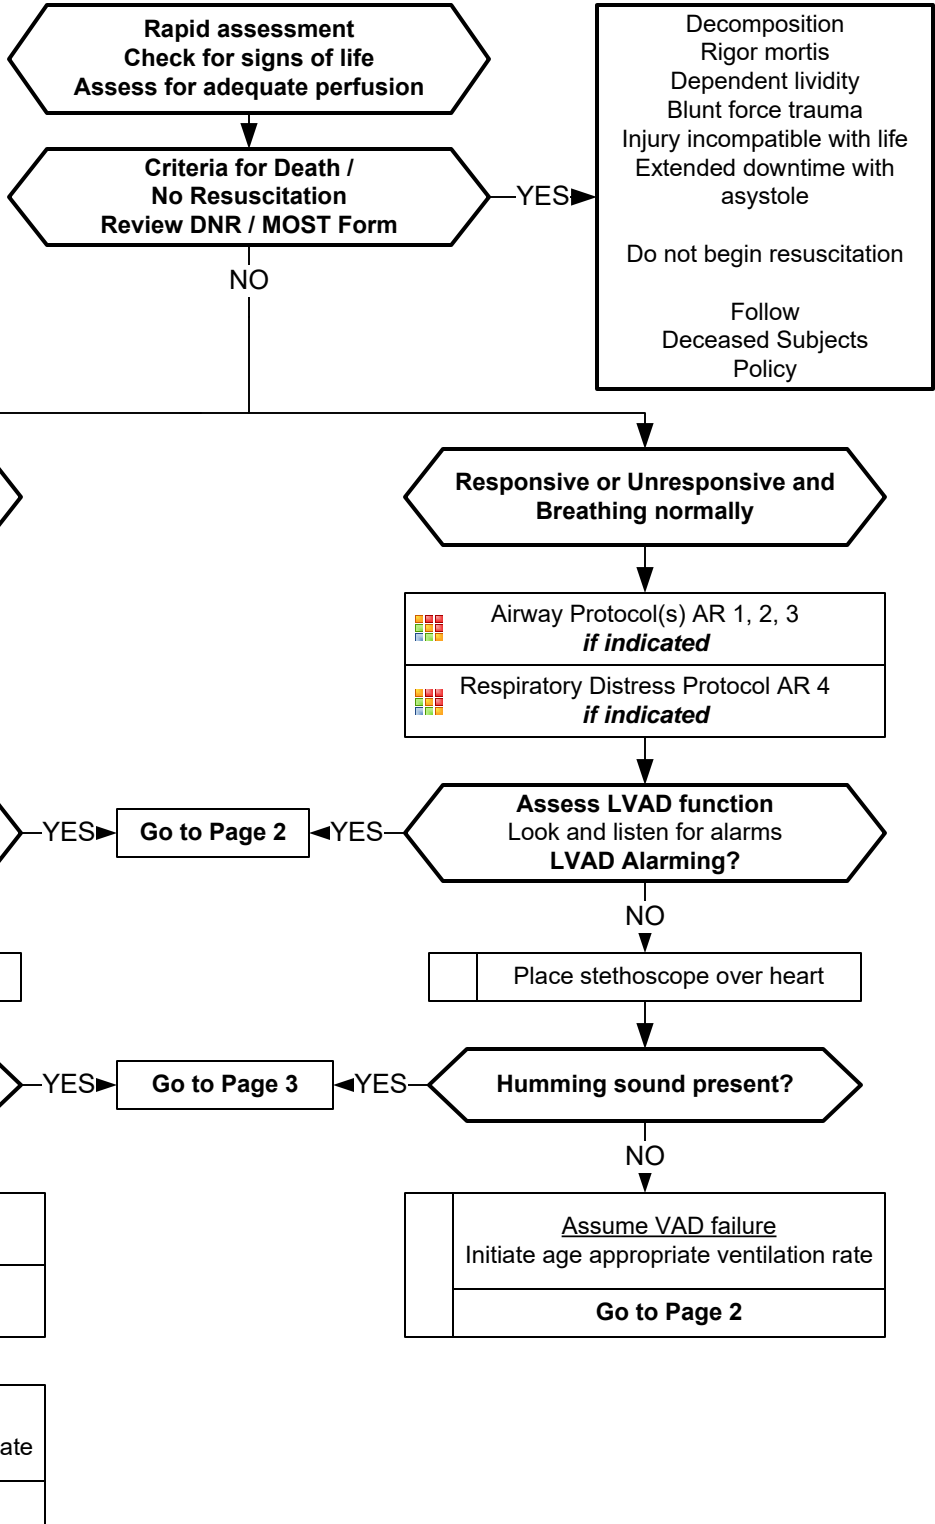 Rapid assessment
Check for signs of life
Assess for adequate perfusion
Decomposition
Rigor mortis
Dependent lividity
Blunt force trauma
Injury incompatible with life
Extended downtime with
asystole
Do not begin resuscitation
Follow
Deceased Subjects
Policy
Criteria for Death /
No Resuscitation
Review DNR / MOST Form
YES
NO
Responsive or Unresponsive and
Breathing normally
Airway Protocol(s) AR 1, 2, 3
if indicated
Respiratory Distress Protocol AR 4
if indicated
Assess LVAD function
Look and listen for alarms
LVAD Alarming?
YES
Go to Page 2
YES
NO
Place stethoscope over heart
Humming sound present?
YES
Go to Page 3
YES
NO
Assume VAD failure
Initiate age appropriate ventilation rate
Go to Page 2
ate